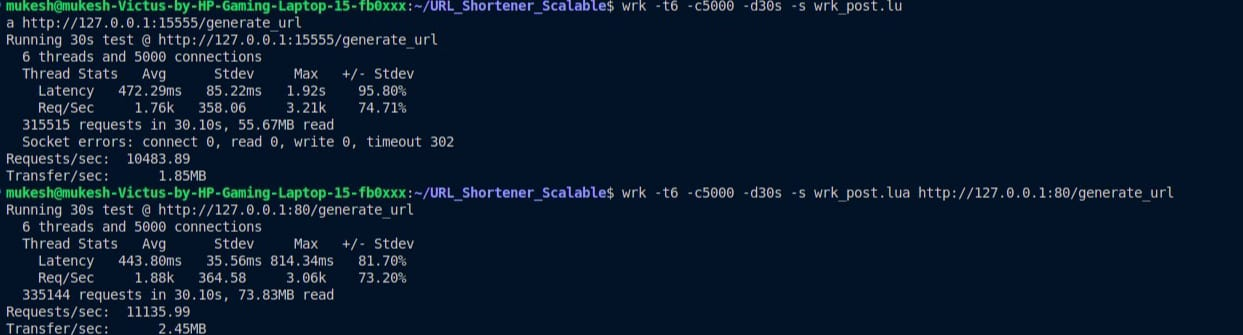 mukesh@mukesh-Victus-by-HP-Gaming-Laptop-15-fb0xxx:~/URL_Shortener_Scalable$ wrk -t6 -c5000 -d30s -s wrk_post.lu
a http://127.0.0.1:15555/generate_url
Running 30s test @ http://127.0.0.1:15555/generate_url
  6 threads and 5000 connections
  Thread Stats   Avg      Stdev     Max   +/- Stdev
    Latency   472.29ms   85.22ms   1.92s    95.80%
    Req/Sec     1.76k   358.06     3.21k    74.71%
  315515 requests in 30.10s, 55.67MB read
  Socket errors: connect 0, read 0, write 0, timeout 302
Requests/sec:  10483.89
Transfer/sec:      1.85MB
mukesh@mukesh-Victus-by-HP-Gaming-Laptop-15-fb0xxx:~/URL_Shortener_Scalable$ wrk -t6 -c5000 -d30s -s wrk_post.lua http://127.0.0.1:80/generate_url
Running 30s test @ http://127.0.0.1:80/generate_url
  6 threads and 5000 connections
  Thread Stats   Avg      Stdev     Max   +/- Stdev
    Latency   443.80ms   35.56ms 814.34ms   81.70%
    Req/Sec     1.88k   364.58     3.06k    73.20%
  335144 requests in 30.10s, 73.83MB read
Requests/sec:  11135.99
Transfer/sec:      2.45MB